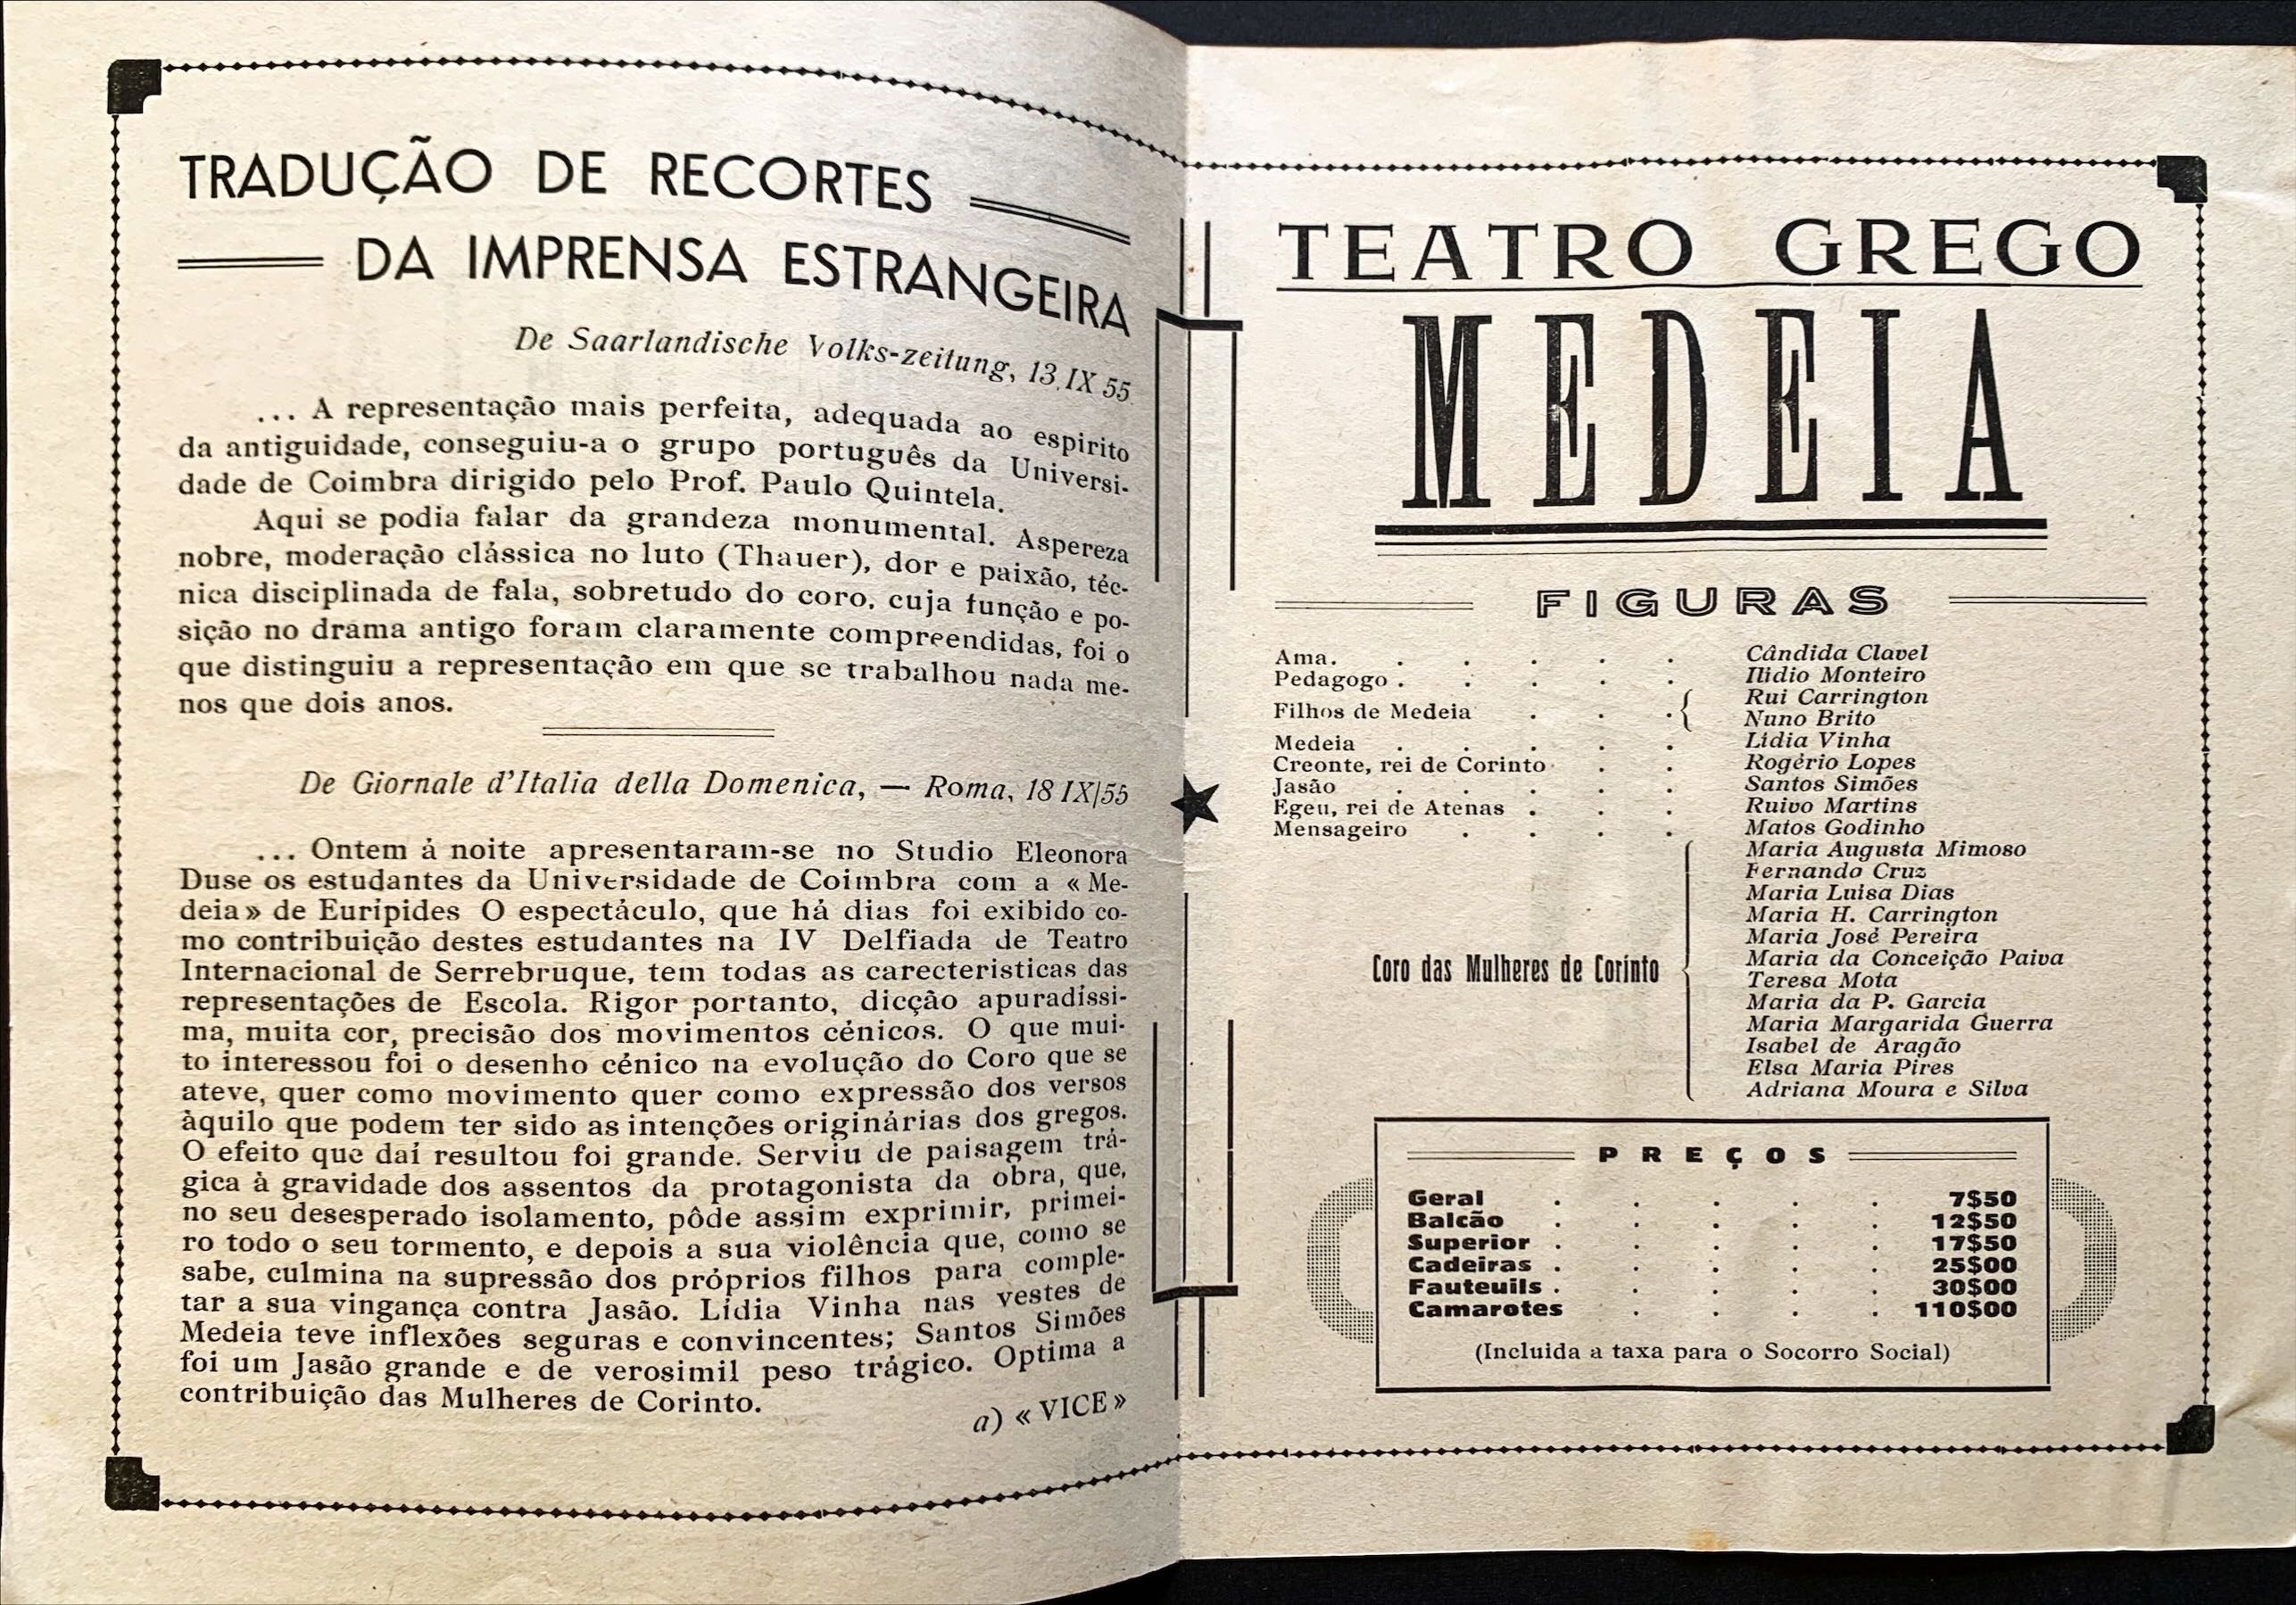 TRADUÇÃO DE RECORTES
DA IMPRENSA ESTRANGEIRA
De Saarlandische Volks-zeitung, 13.IX 55
... A representação mais perfeita, adequada ao espirito
da antiguidade, conseguiu-a o grupo português da Universi-
dade de Coimbra dirigido pelo Prof. Paulo Quintela.
Aqui se podia falar da grandeza monumental. Aspereza
nobre, moderação clássica no luto (Thauer), dor e paixão, téc-
nica disciplinada de fala, sobretudo do coro, cuja função e po-
sição no drama antigo foram claramente compreendidas, foi o
que distinguiu a representação em que se trabalhou nada me-
nos que dois anos.
De Giornale d'Italia della Domenica, — Roma, 18 IX|55
... Ontem á noite apresentaram-se no Studio Eleonora
Duse os estudantes da Universidade de Coimbra com a « Me-
deia » de Eurípides O espectáculo, que há dias foi exibido co-
mo contribuição destes estudantes na IV Delfiada de Teatro
Internacional de Serrebruque, tem todas as carecteristicas das
representações de Escola. Rigor portanto, dicção apuradíssi-
ma, muita cor, precisão dos movimentos cénicos. O que mui-
to interessou foi o desenho cénico na evolução do Coro que se
ateve, quer como movimento quer como expressão dos versos
àquilo que podem ter sido as intenções originárias dos gregos.
O efeito que daí resultou foi grande. Serviu de paisagem trá-
gica à gravidade dos assentos da protagonista da obra, que,
no seu desesperado isolamento, pôde assim exprimir, primei-
ro todo o seu tormento, e depois a sua violência que, como se
sabe, culmina na supressão dos próprios filhos para comple-
tar a sua vingança contra Jasão. Lídia Vinha nas vestes de
Medeia teve inflexões seguras e convincentes; Santos Simões
foi um Jasão grande e de verosimil peso trágico. Optima a
contribuição das Mulheres de Corinto.
a) « VICE »
TEATRO GREGO
MEDEIA
FIGURAS
Ama. . . . . . Cândida Clavel
Pedagogo . . . . . Ilidio Monteiro
Filhos de Medeia . . . { Rui Carrington
Nuno Brito
Medeia . . . . . Lidia Vinha
Creonte, rei de Corinto . . . Rogério Lopes
Jasão . . . . . Santos Simões
Egeu, rei de Atenas . . . Ruivo Martins
Mensageiro . . . . Matos Godinho
Coro das Mulheres de Corinto {
Maria Augusta Mimoso
Fernanda Cruz
Maria Luisa Dias
Maria H. Carrington
Maria José Pereira
Maria da Conceição Paiva
Teresa Mota
Maria da P. Garcia
Maria Margarida Guerra
Isabel de Aragão
Elsa Maria Pires
Adriana Moura e Silva
PREÇOS
Geral . . . . . 7$50
Balcão . . . . . 12$50
Superior . . . . . 17$50
Cadeiras . . . . . 25$00
Fauteuils . . . . . 30$00
Camarotes . . . . 110$00
(Incluida a taxa para o Socorro Social)